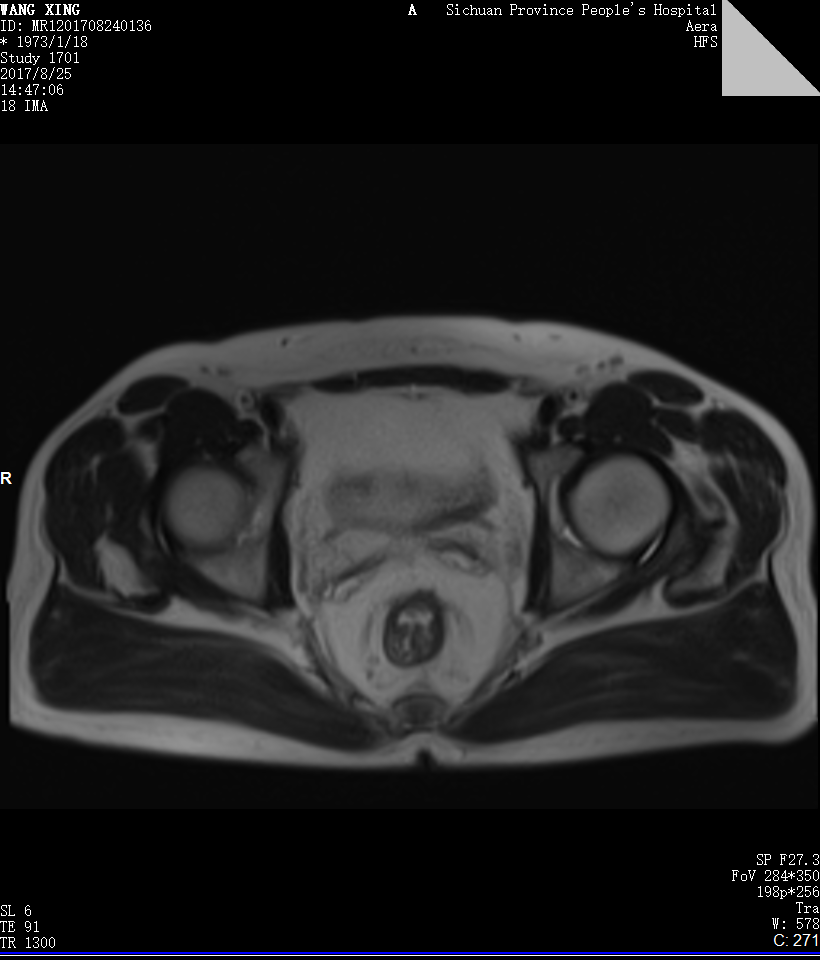 WANG XING
ID: MR1201708240136
* 1973/1/18
Study 1701
2017/8/25
14:47:06
18 IMA
A
Sichuan Province People's Hospital
Aera
HFS
R
SP F27.3
FoV 284*350
198p*256
Tra
W: 578
C: 271
SL 6
TE 91
TR 1300